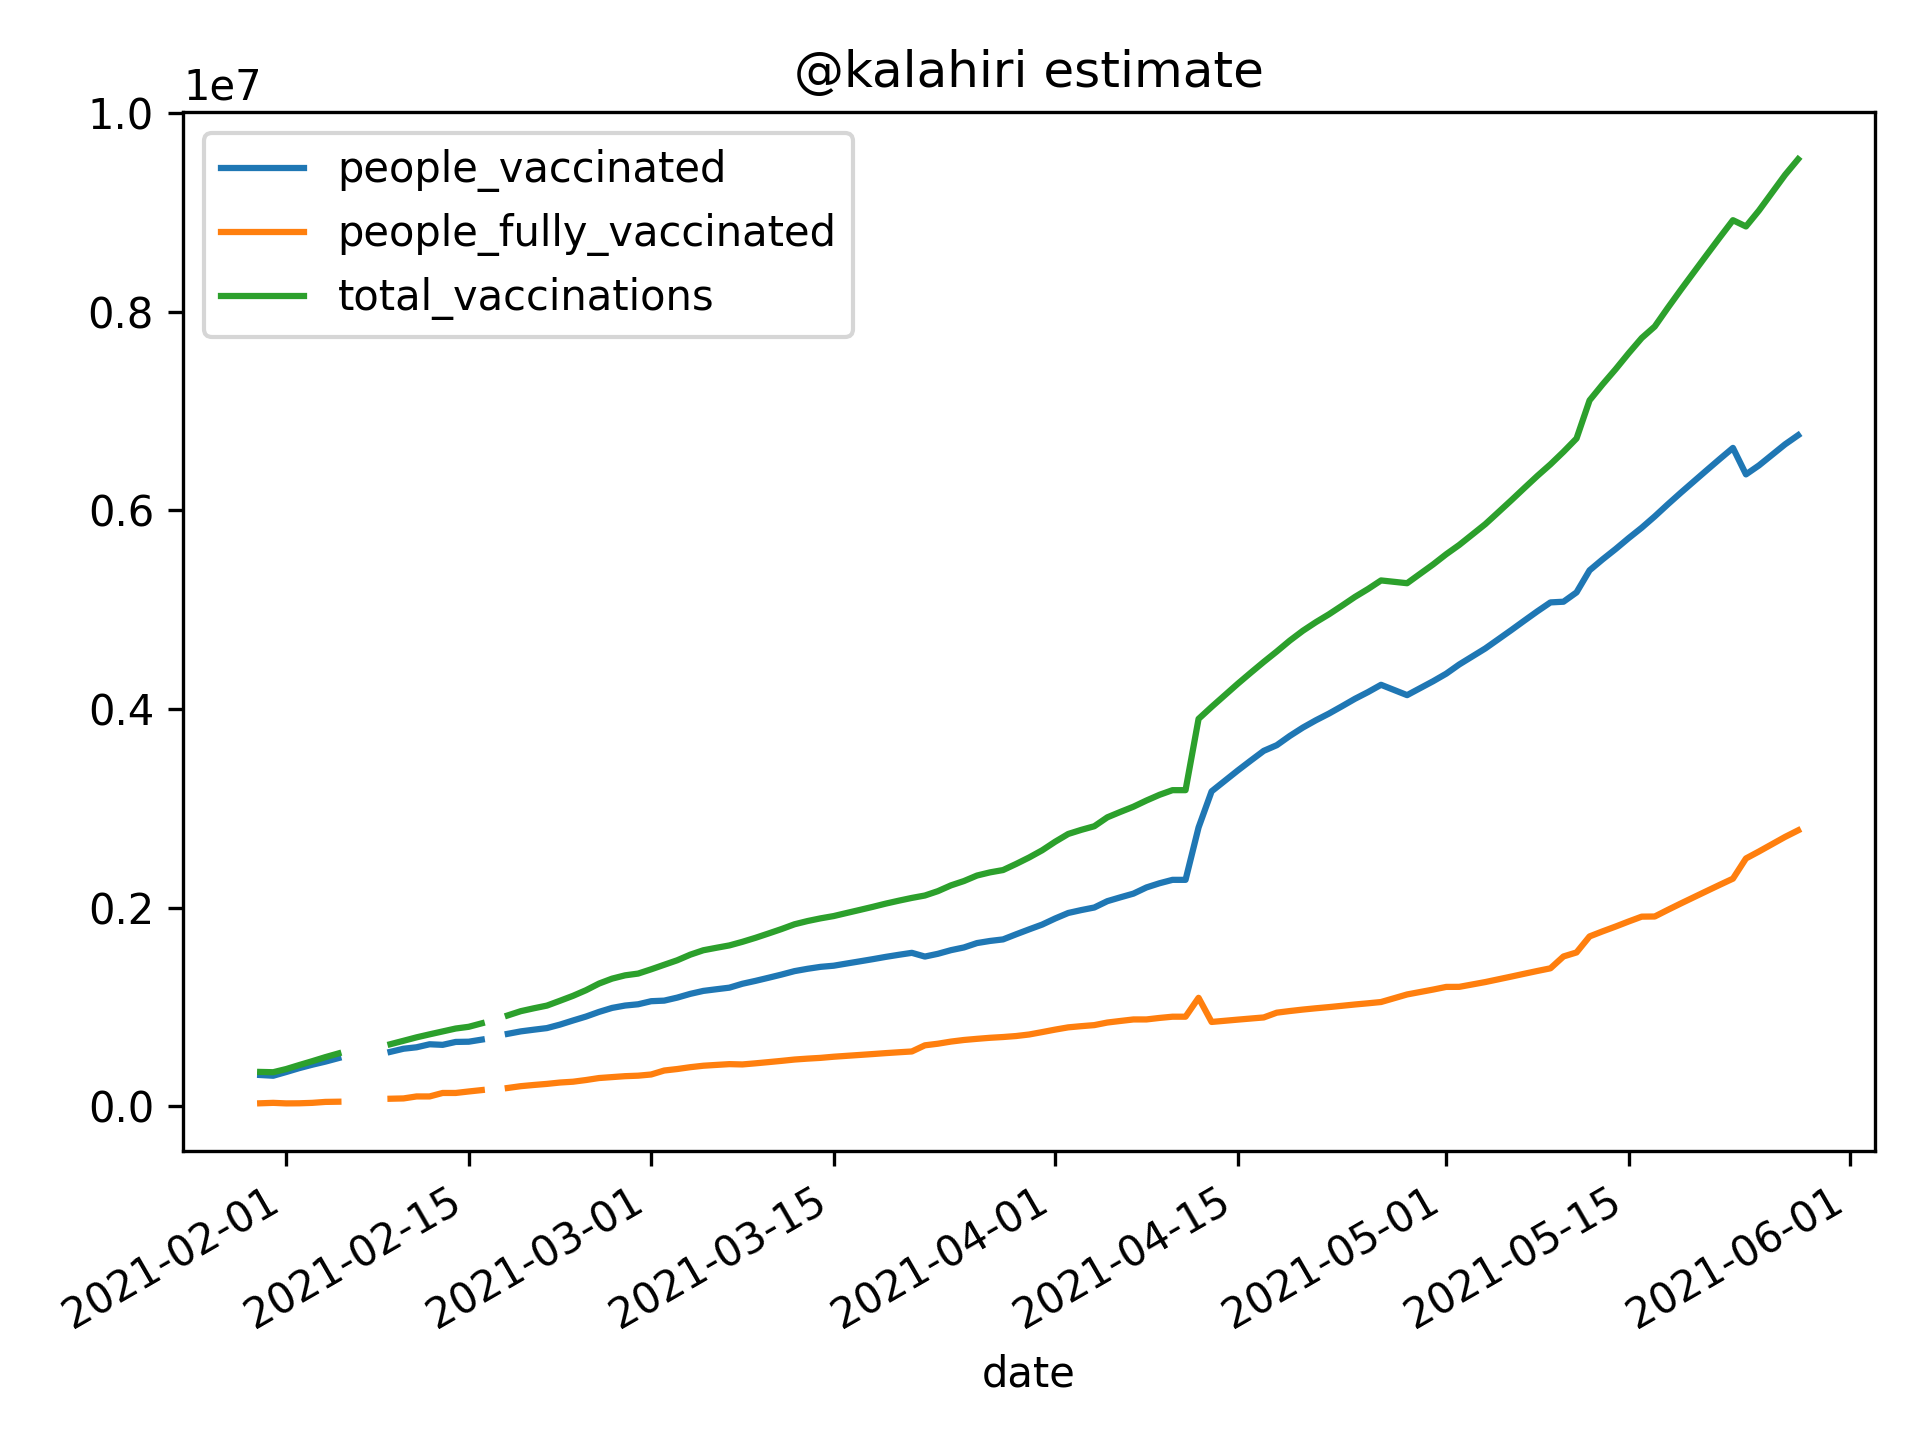 @kalahiri estimate
1e7
1.0
0.8
0.6
0.4
0.2
0.0
people_vaccinated
people_fully_vaccinated
total_vaccinations
2021-02-01
2021-02-15
2021-03-01
2021-03-15
2021-04-01
2021-04-15
2021-05-01
2021-05-15
2021-06-01
date